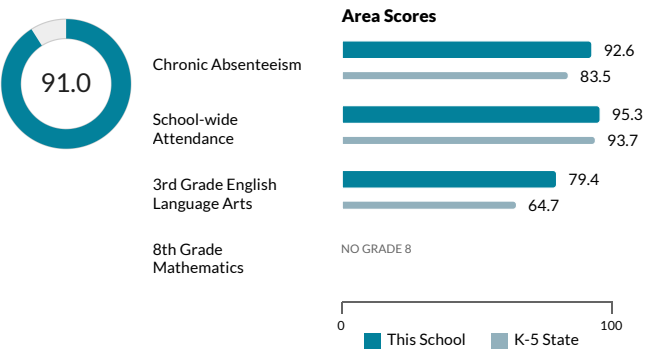 Area Scores
91.0
Chronic Absenteeism
92.6
83.5
School-wide
Attendance
95.3
93.7
3rd Grade English
Language Arts
79.4
64.7
8th Grade
Mathematics
NO GRADE 8
0
100
This School
K-5 State